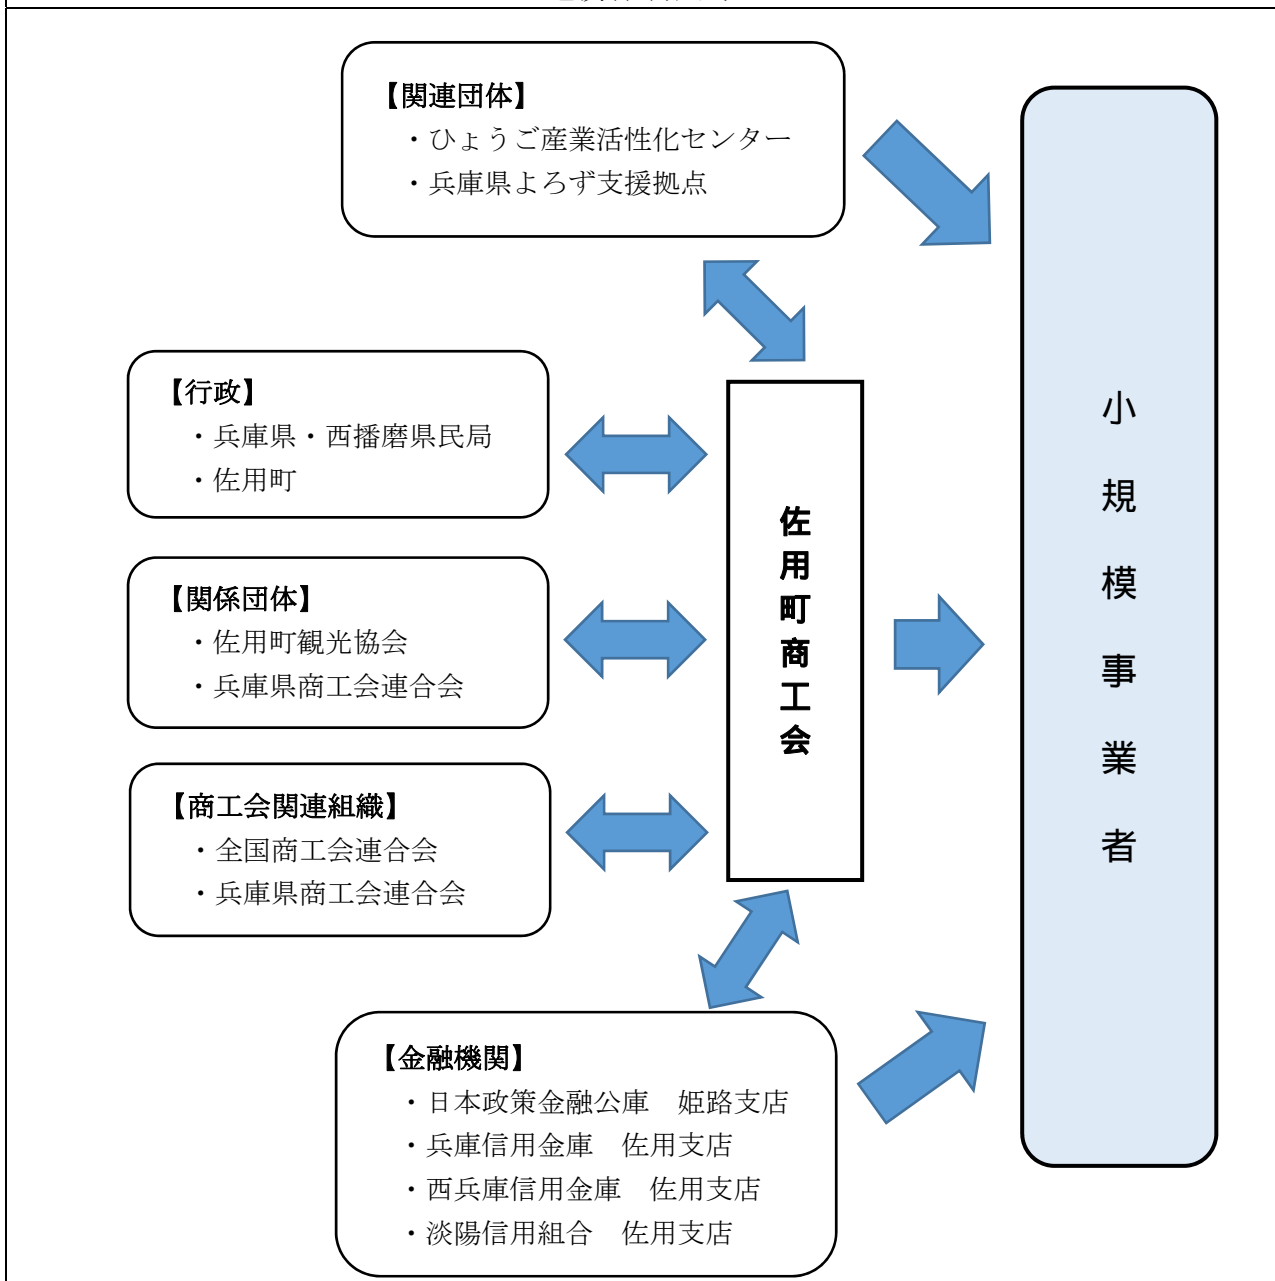 【関連団体】
・ひょうご産業活性化センター
・兵庫県よろず支援拠点
【行政】
・兵庫県・西播磨県民局
・佐用町
【関係団体】
・佐用町観光協会
・兵庫県商工会連合会
【商工会関連組織】
・全国商工会連合会
・兵庫県商工会連合会
【金融機関】
・日本政策金融公庫　姫路支店
・兵庫信用金庫　佐用支店
・西兵庫信用金庫　佐用支店
・淡陽信用組合　佐用支店
佐用町商工会
小規模事業者